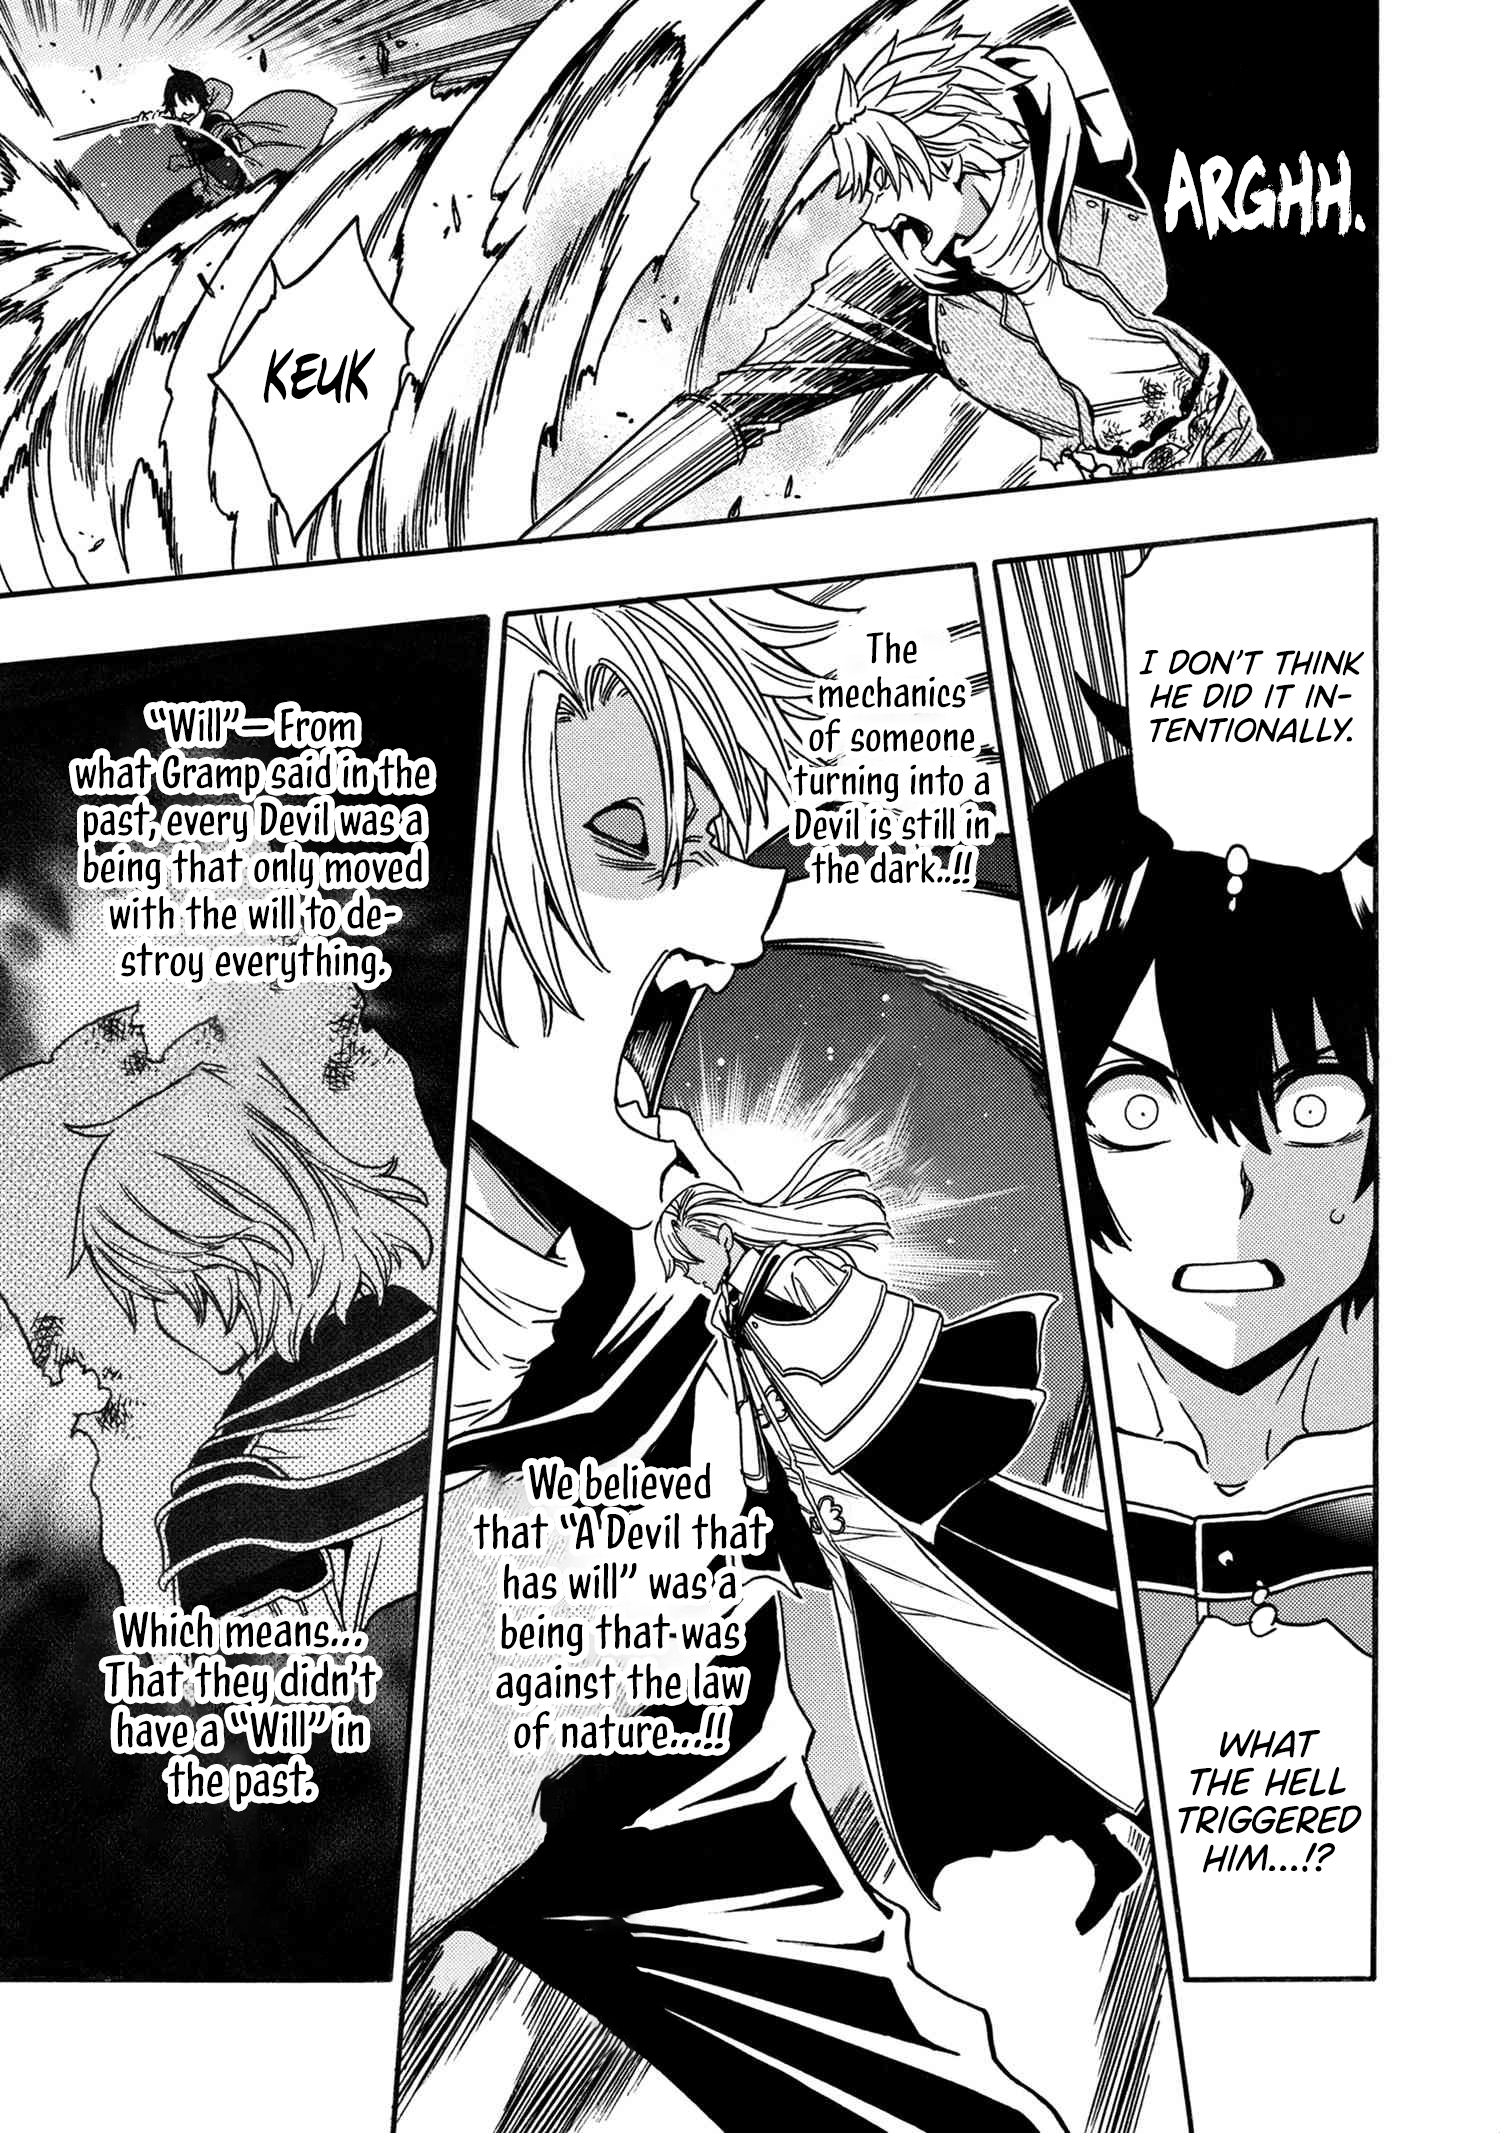 ARGHH.
KEUK
I DON'T THINK
HE DID IT IN-
TENTIONALLY.
WHAT
THE HELL
TRIGGERED
HIM...!?
The
mechanics
of someone
turning into a
Devil is still in
the dark..!!
We believed
that "A Devil that
has will" was a
being that was
against the law
of nature...!!
"Will"— From
what Gramp said in the
past, every Devil was a
being that only moved
with the will to de-
stroy everything.
Which means...
That they didn't
have a "Will" in
the past.